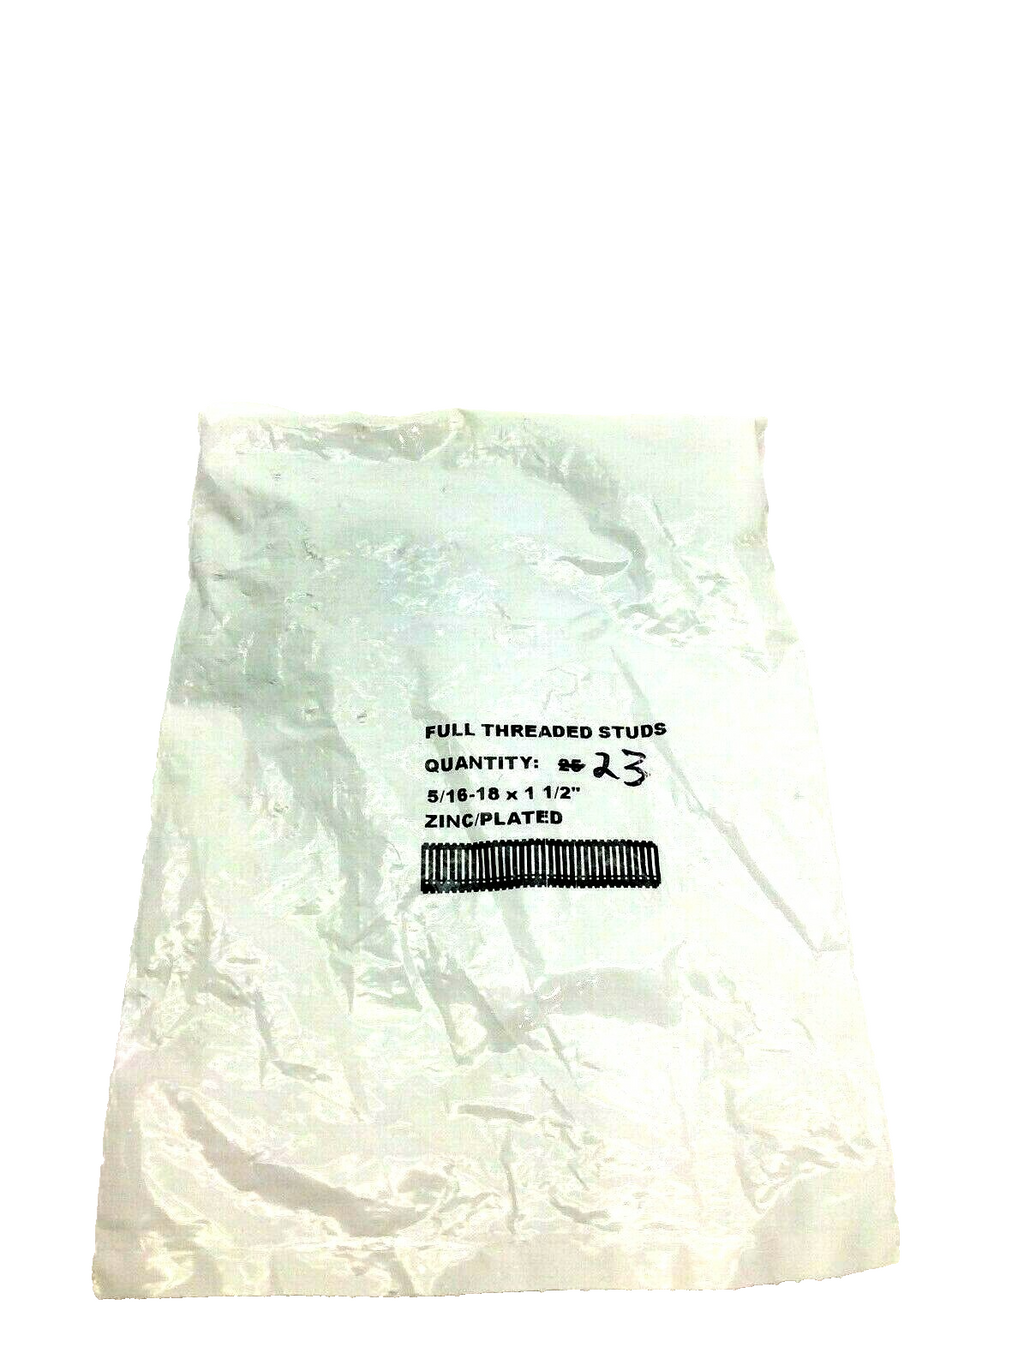 FULL THREADED STUDS
QUANTITY: 25 23
5/16-18 x 1 1/2"
ZINC/PLATED